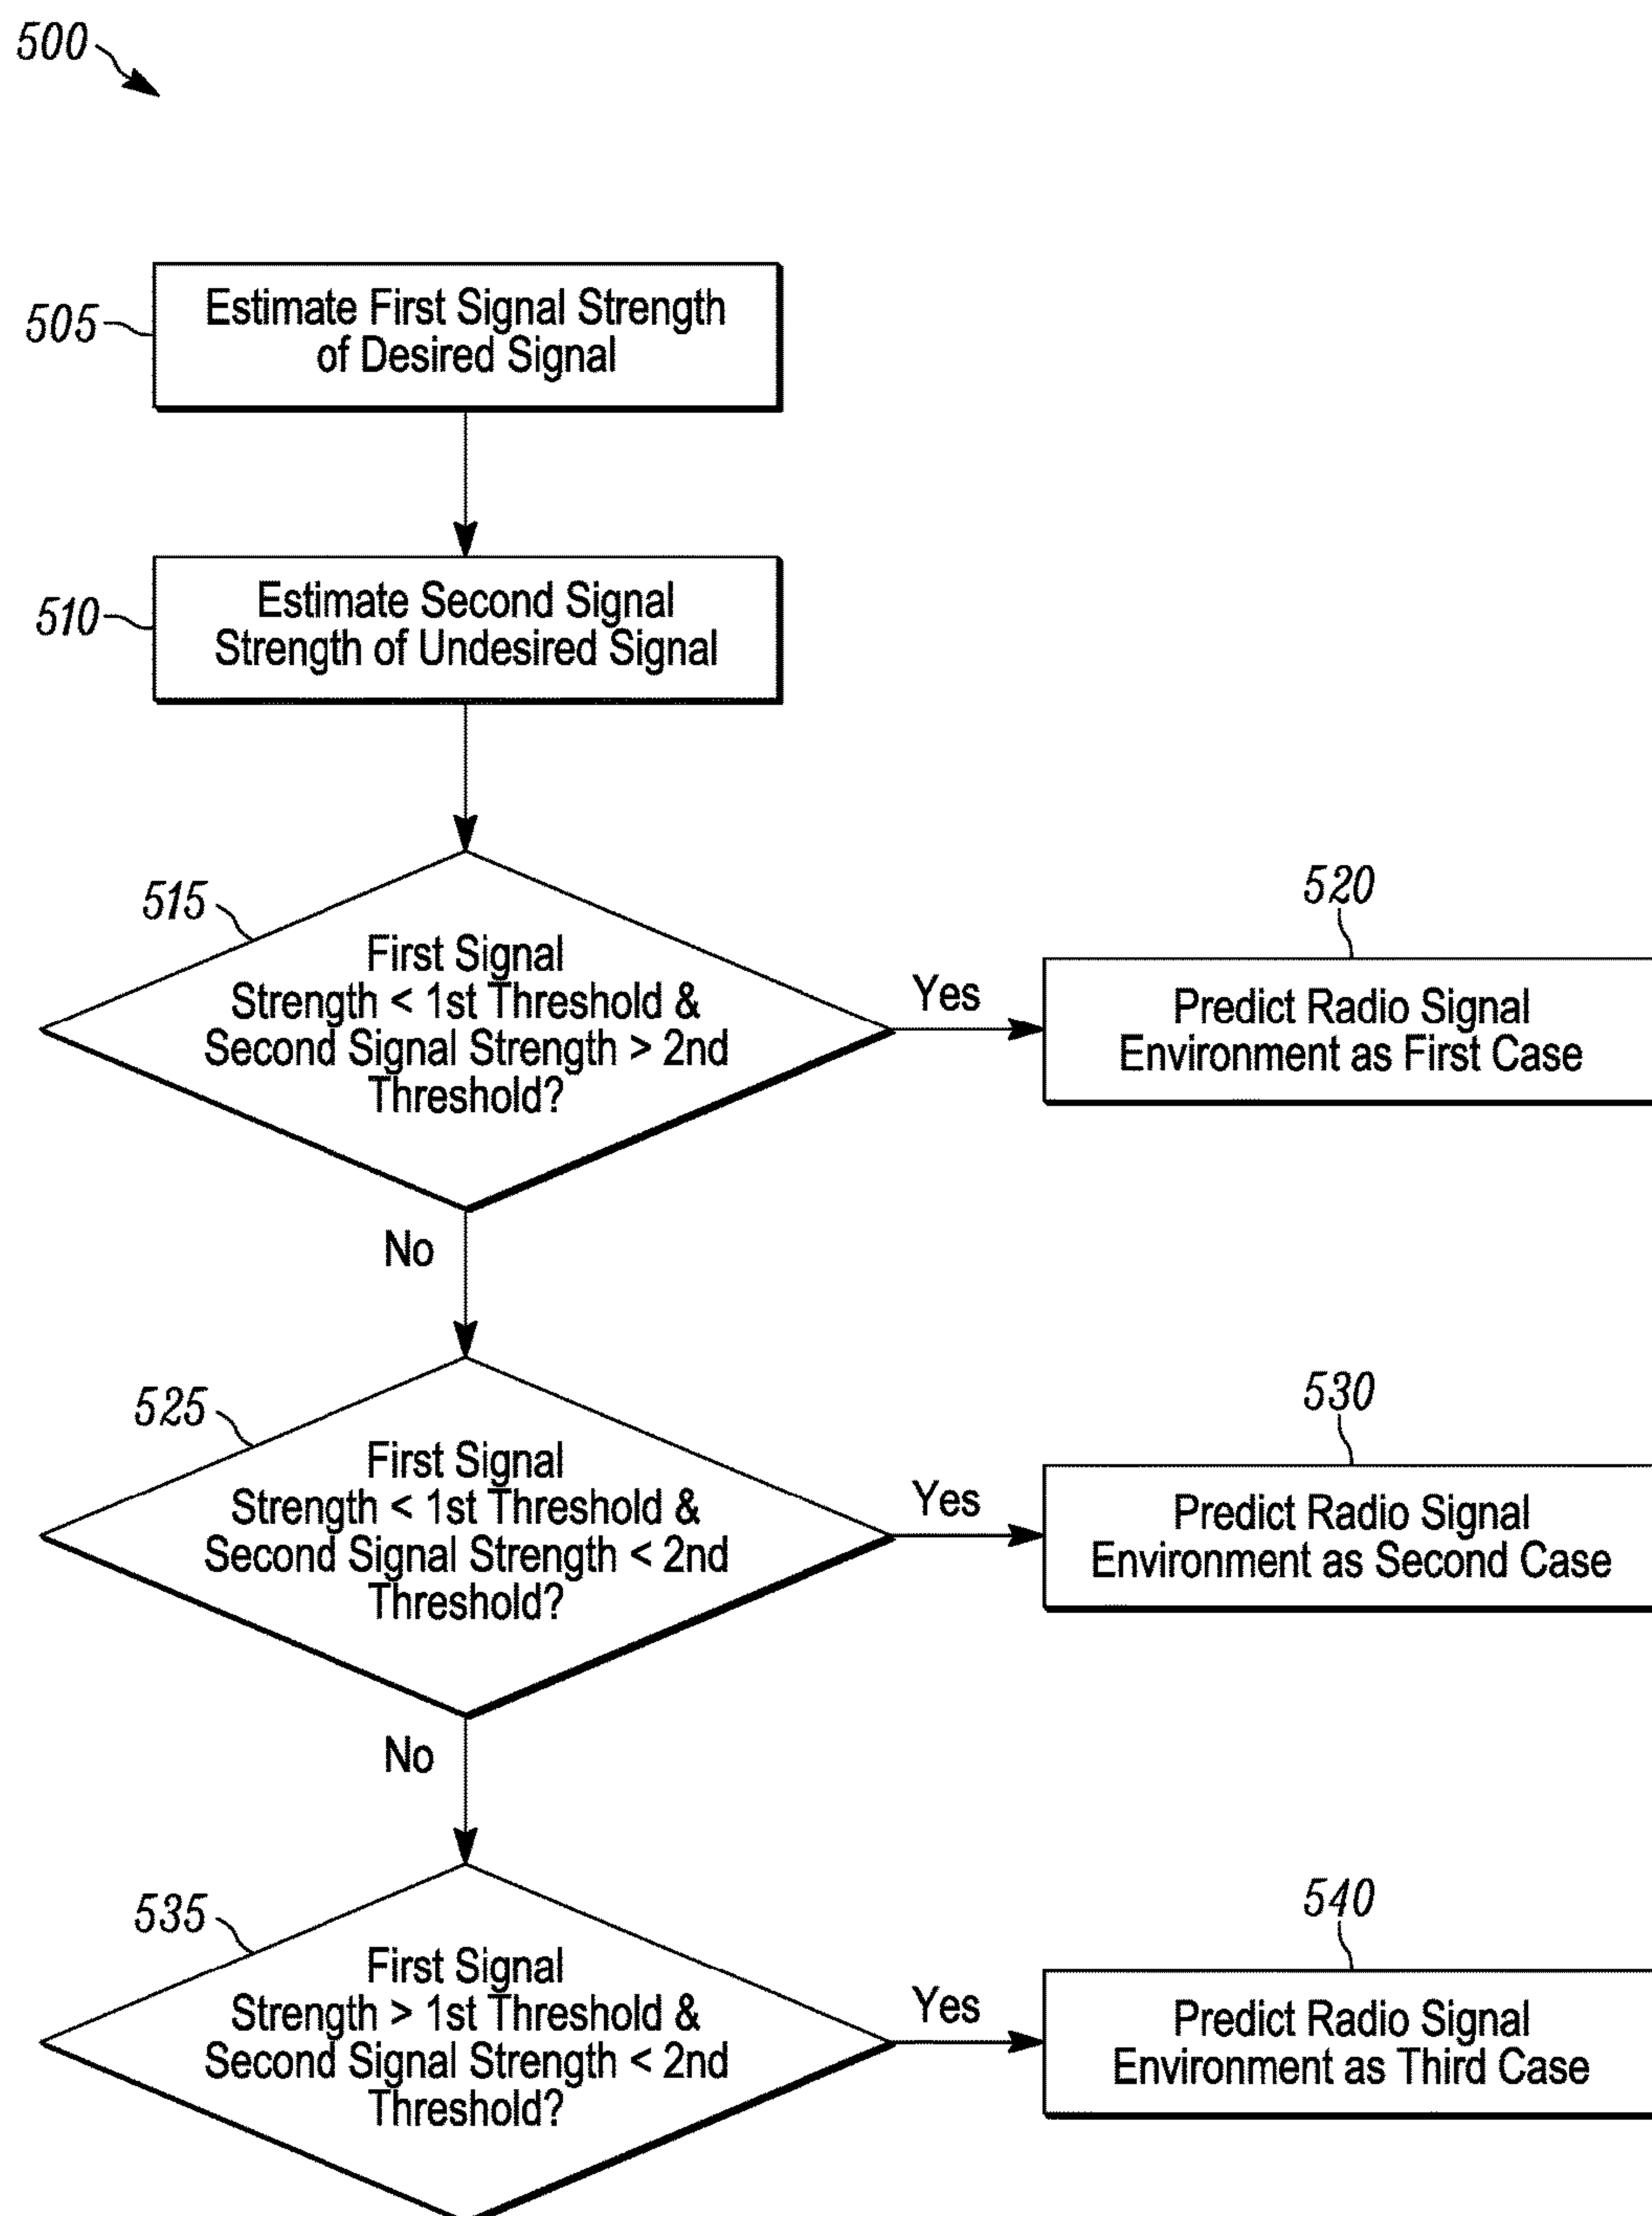 500
505
Estimate First Signal Strength
of Desired Signal
510
Estimate Second Signal
Strength of Undesired Signal
515
First Signal
Strength < 1st Threshold &
Second Signal Strength > 2nd
Threshold?
Yes
520
Predict Radio Signal
Environment as First Case
No
525
First Signal
Strength < 1st Threshold &
Second Signal Strength < 2nd
Threshold?
Yes
530
Predict Radio Signal
Environment as Second Case
No
535
First Signal
Strength > 1st Threshold &
Second Signal Strength < 2nd
Threshold?
Yes
540
Predict Radio Signal
Environment as Third Case